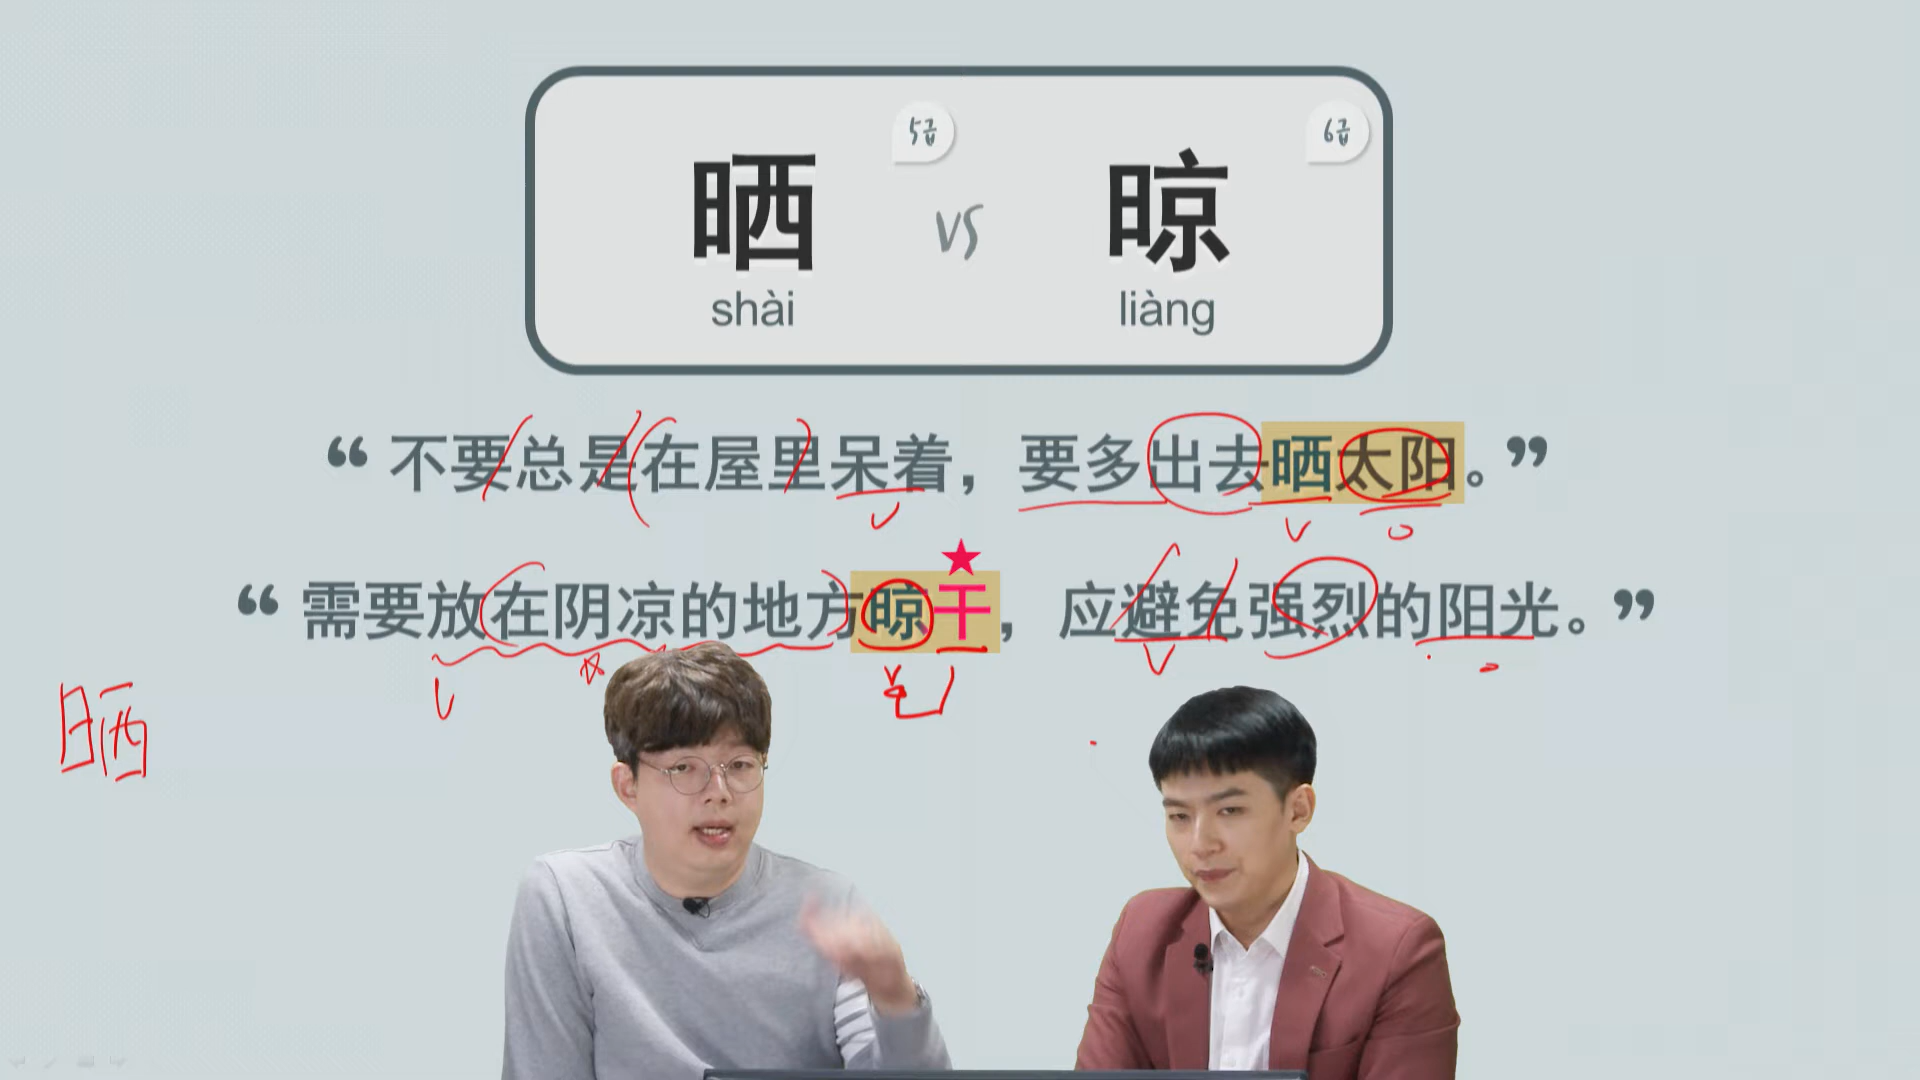 5급
6급
晒 vs 晾
shài liàng
“不要总是在屋里呆着，要多出去晒太阳。”
★
“需要放在阴凉的地方晾干，应避免强烈的阳光。”
晒